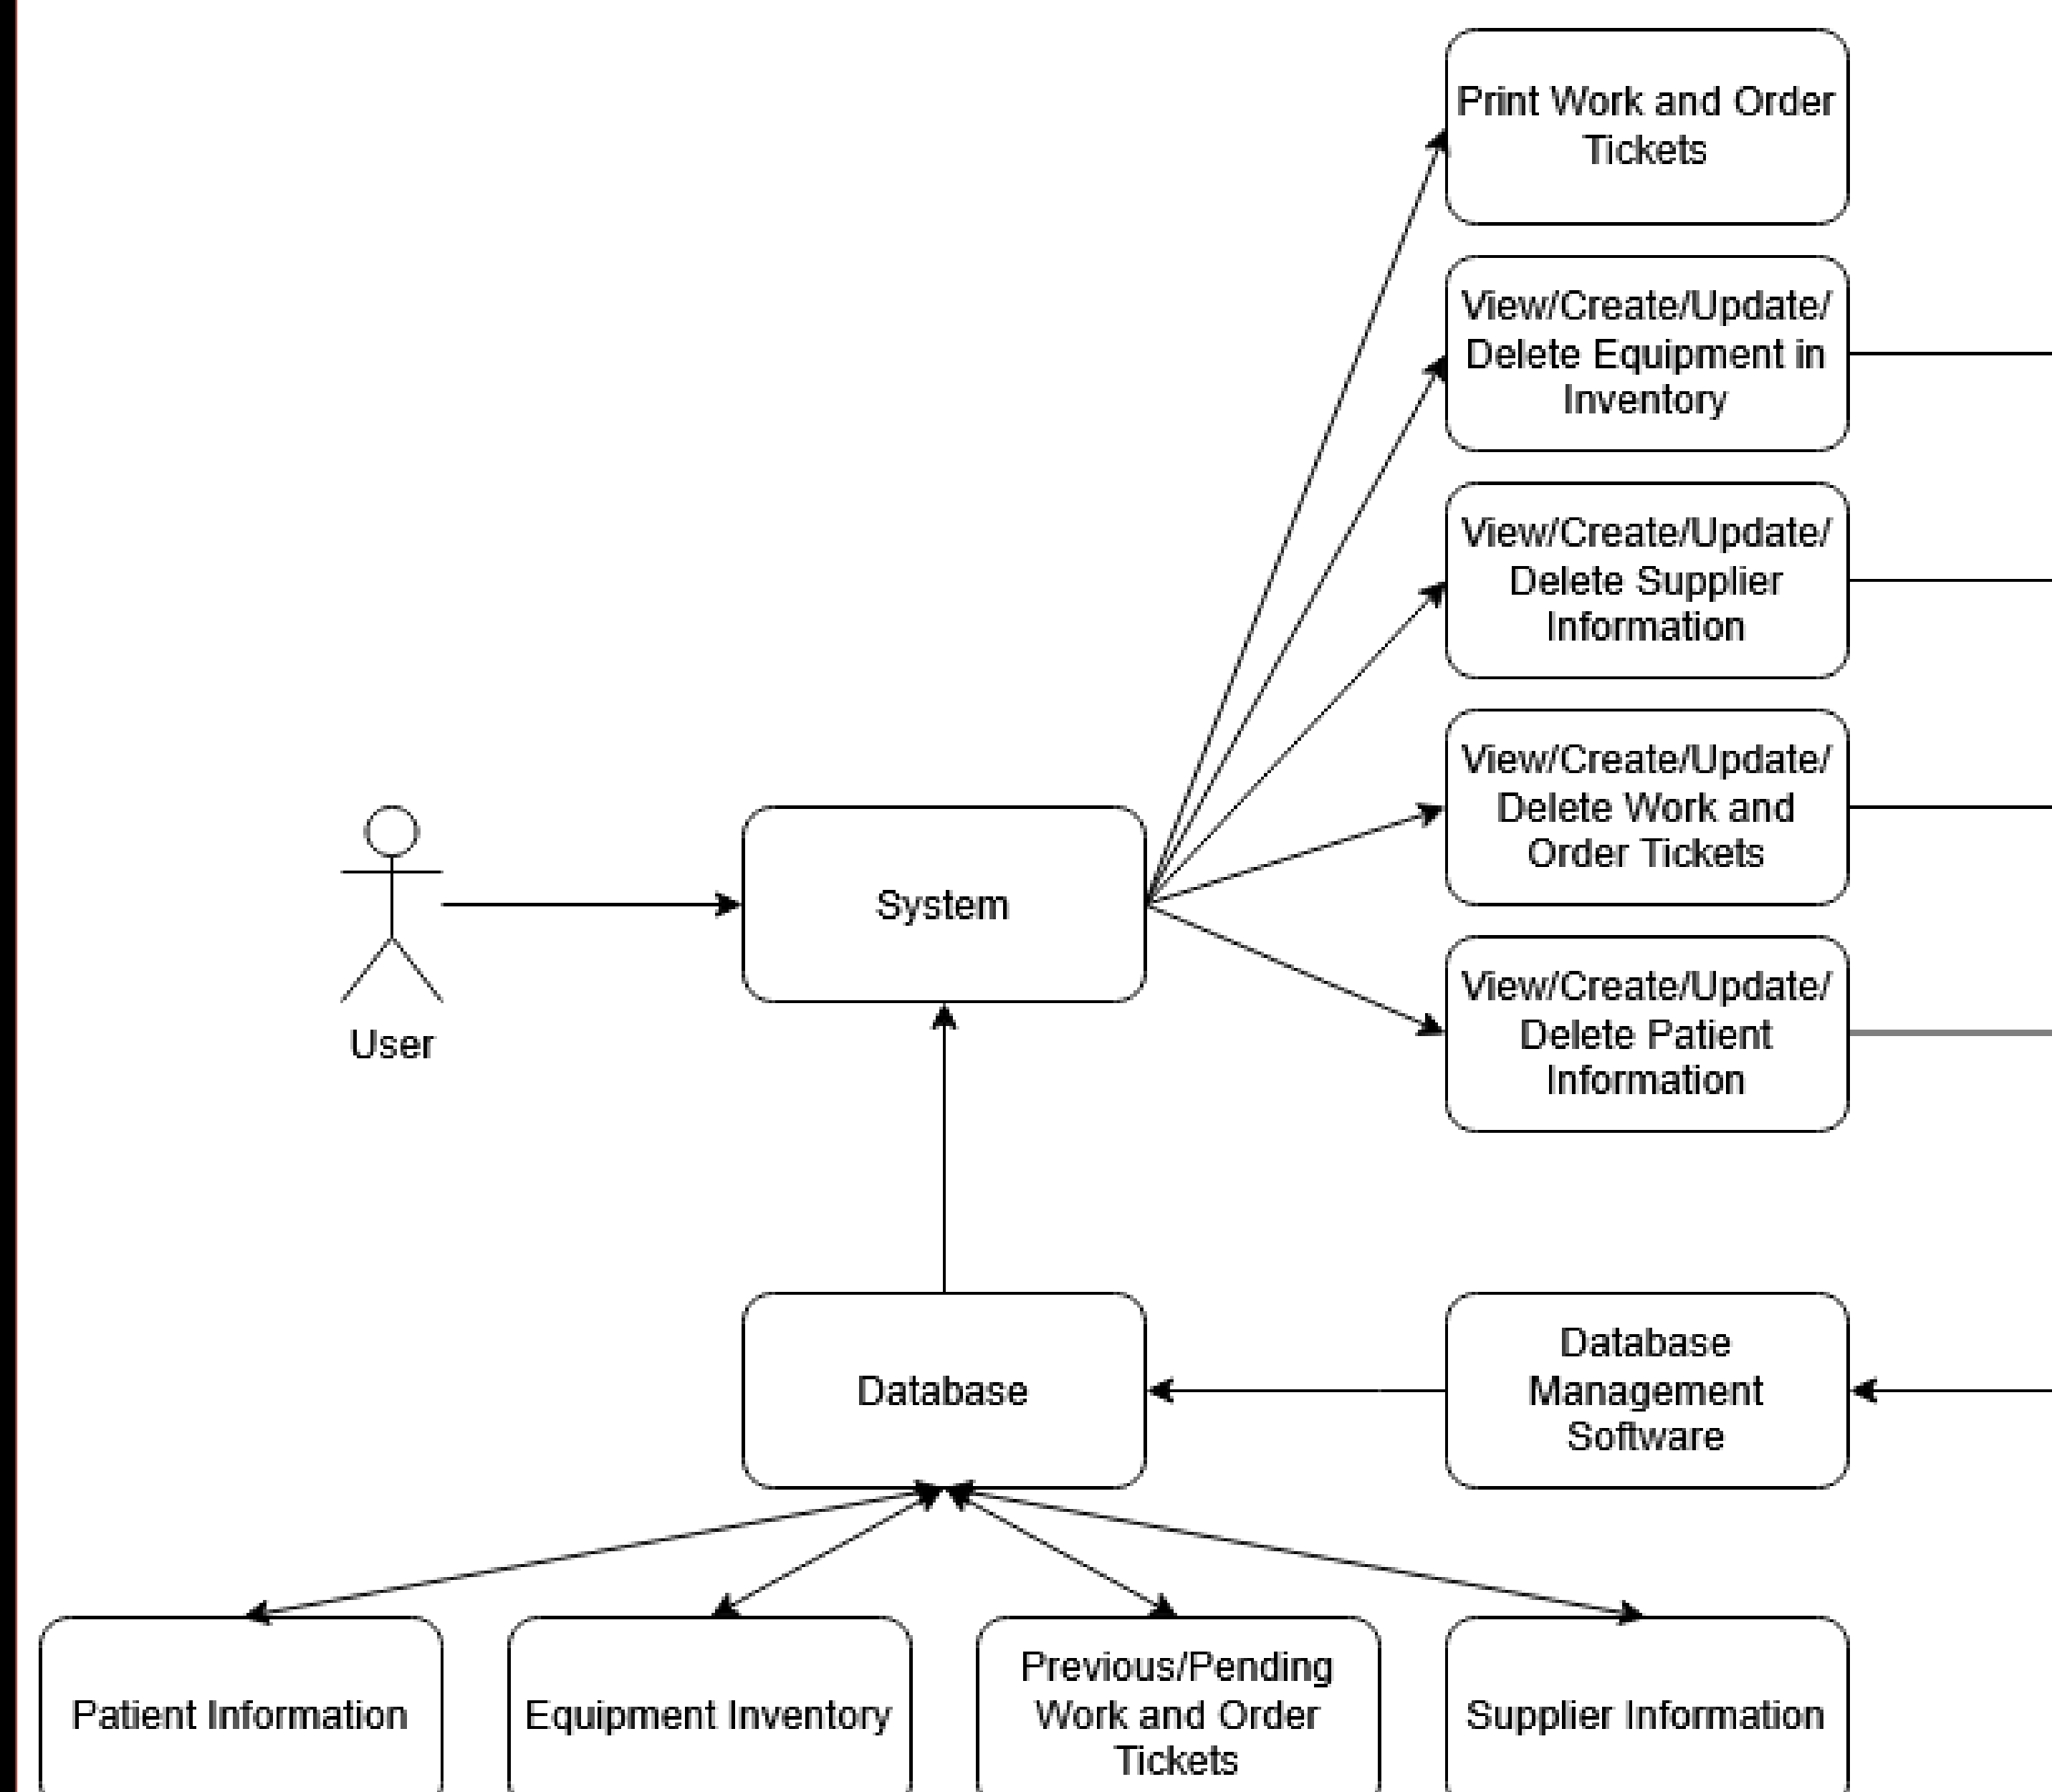 Print Work and Order
Tickets
View/Create/Update/
Delete Equipment in
Inventory
View/Create/Update/
Delete Supplier
Information
View/Create/Update/
Delete Work and
Order Tickets
System
View/Create/Update/
Delete Patient
Information
User
Database
Database
Management
Software
Patient Information
Equipment Inventory
Previous/Pending
Work and Order
Tickets
Supplier Information